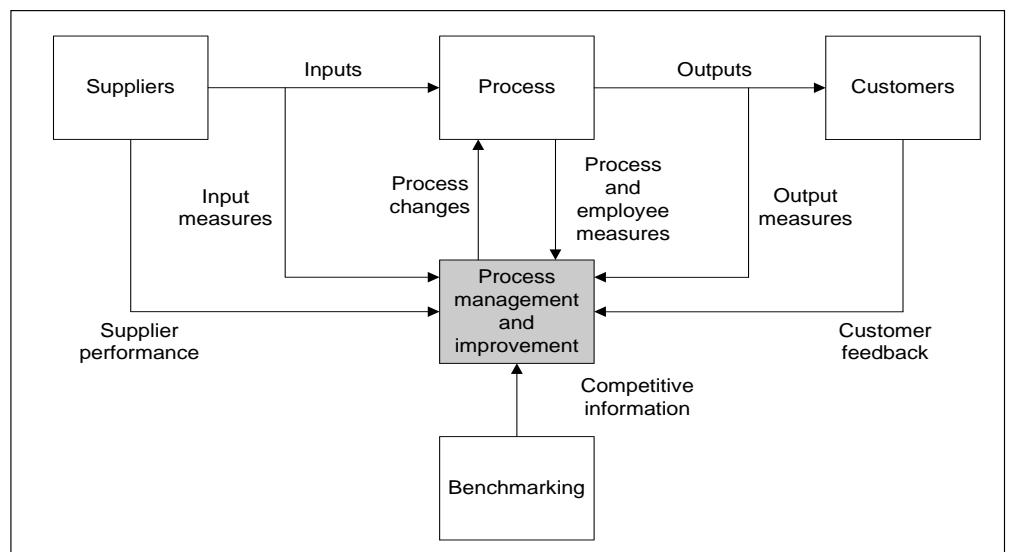 Suppliers
Inputs
Process
Outputs
Customers
Input
measures
Process
changes
Process
and
employee
measures
Output
measures
Process
management
and
improvement
Supplier
performance
Customer
feedback
Competitive
information
Benchmarking